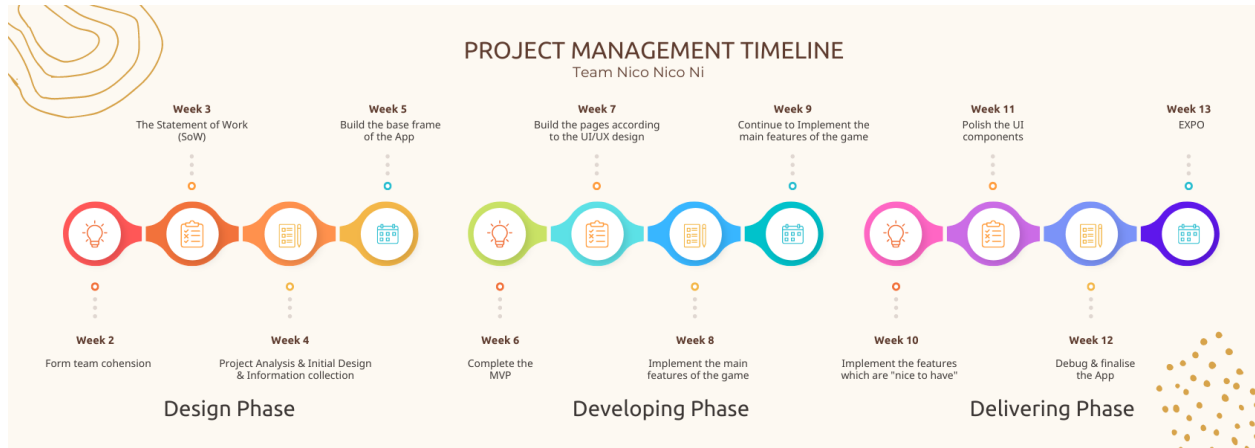 PROJECT MANAGEMENT TIMELINE
Team Nico Nico Ni
Week 3
The Statement of Work
(SoW)
Week 5
Build the base frame
of the App
Week 7
Build the pages according
to the UI/UX design
Week 9
Continue to Implement the
main features of the game
Week 11
Polish the UI
components
Week 13
EXPO
Week 2
Form team cohension
Week 4
Project Analysis & Initial Design
& Information collection
Week 6
Complete the
MVP
Week 8
Implement the main
features of the game
Week 10
Implement the features
which are "nice to have"
Week 12
Debug & finalise
the App
Design Phase
Developing Phase
Delivering Phase